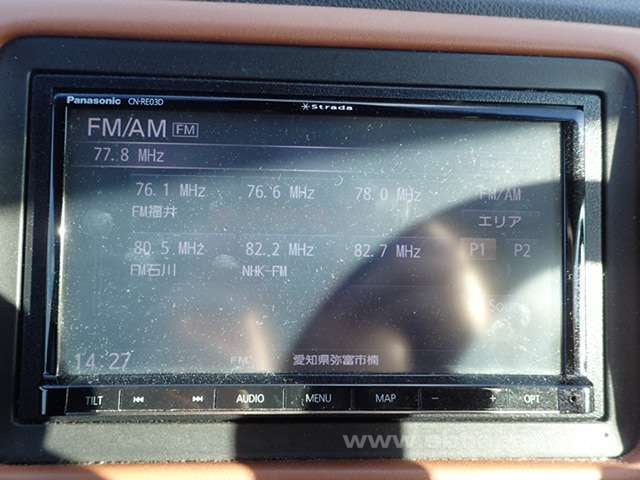 Panasonic CN-RE03D
Strada
FM/AM FM
77.8 MHz
76.1 MHz 76.6 MHz 78.0 MHz FM/AM
FM福井
エリア
80.5 MHz 82.2 MHz 82.7 MHz P1 P2
FM石川 NHK-FM
14:27 FM 愛知県弥富市楠
TILT AUDIO MENU MAP - + OPT